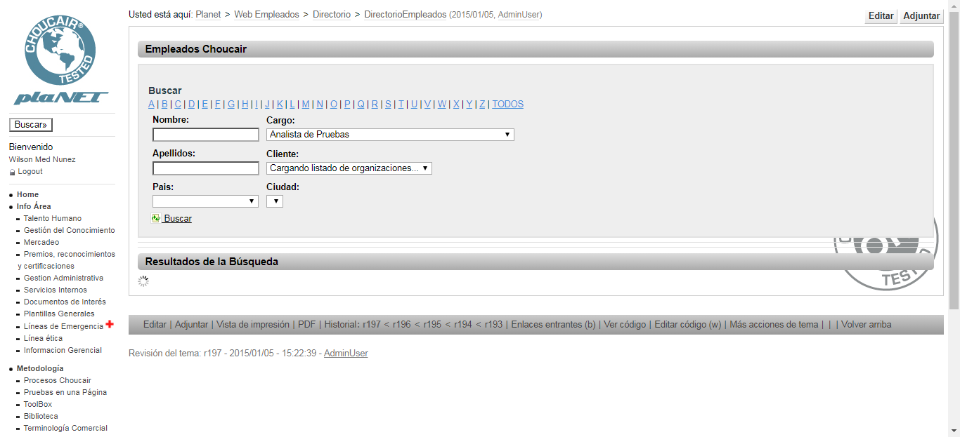 CHOUCAIR
TESTED
plaNET
Buscar»
Bienvenido
Wilson Med Nunez
Logout
Home
Info Área
Talento Humano
Gestión del Conocimiento
Mercadeo
Premios, reconocimientos
y certificaciones
Gestion Administrativa
Servicios Internos
Documentos de Interés
Plantillas Generales
Líneas de Emergencia
Línea ética
Informacion Gerencial
Metodología
Procesos Choucair
Pruebas en una Página
ToolBox
Biblioteca
Terminología Comercial
Usted está aquí: Planet > Web Empleados > Directorio > DirectorioEmpleados (2015/01/05, AdminUser)
Editar Adjuntar
Empleados Choucair
Buscar
A | B | C | D | E | F | G | H | I | J | K | L | M | N | O | P | Q | R | S | T | U | V | W | X | Y | Z | TODOS
Nombre: Cargo:
Analista de Pruebas
Apellidos: Cliente:
Cargando listado de organizaciones...
Pais: Ciudad:
Buscar
Resultados de la Búsqueda
TESTED
Editar | Adjuntar | Vista de impresión | PDF | Historial: r197 < r196 < r195 < r194 < r193 | Enlaces entrantes (b) | Ver código | Editar código (w) | Más acciones de tema | | | Volver arriba
Revisión del tema: r197 - 2015/01/05 - 15:22:39 - AdminUser